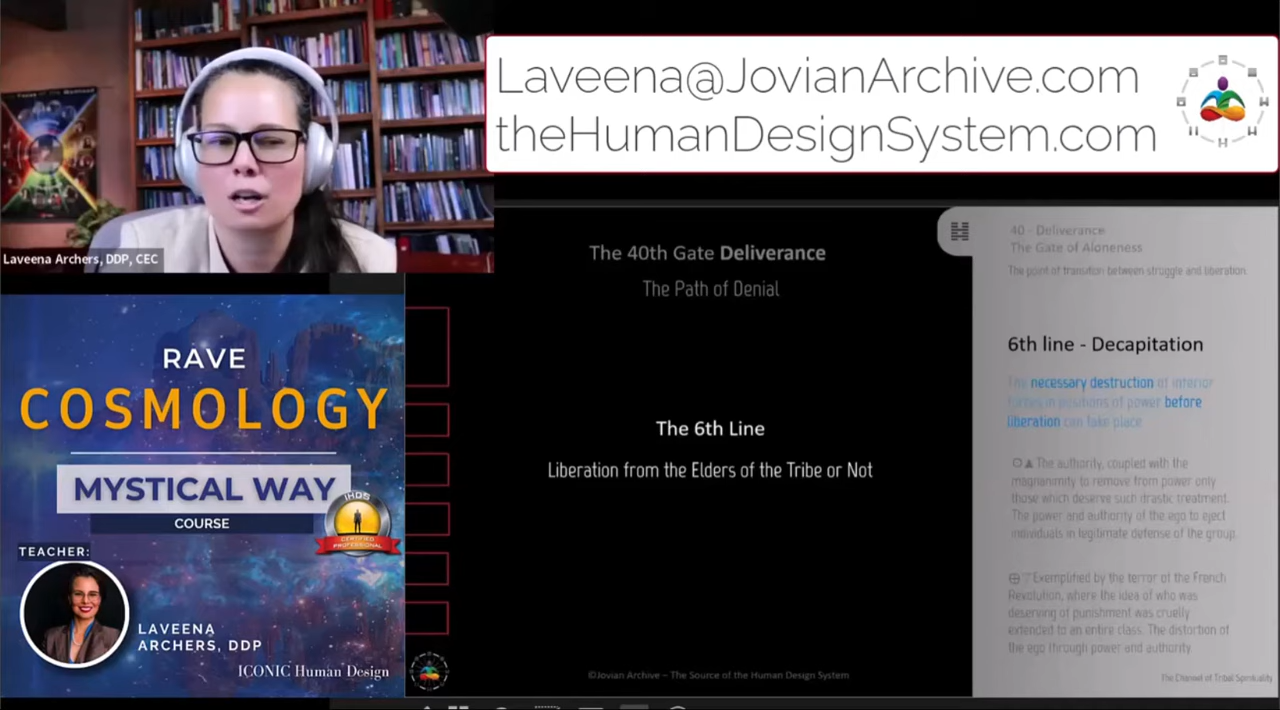 Laveena@JovianArchive.com
theHumanDesignSystem.com
Laveena Archers, DDP, CEC
RAVE
COSMOLOGY
MYSTICAL WAY
COURSE
IHDS
CERTIFIED
PROFESSIONAL
TEACHER:
LAVEENA
ARCHERS, DDP
ICONIC Human Design
The 40th Gate Deliverance
The Path of Denial
The 6th Line
Liberation from the Elders of the Tribe or Not
©Jovian Archive – The Source of the Human Design System
40 - Deliverance
The Gate of Aloneness
The point of transition between struggle and liberation.
6th line - Decapitation
The necessary destruction of inferior
forces in positions of power before
liberation can take place.
The authority, coupled with the
magnanimity to remove from power only
those which deserve such drastic treatment.
The power and authority of the ego to eject
individuals in legitimate defense of the group.
Exemplified by the terror of the French
Revolution, where the idea of who was
deserving of punishment was cruelly
extended to an entire class. The distortion of
the ego through power and authority.
The Channel of Tribal Spirituality